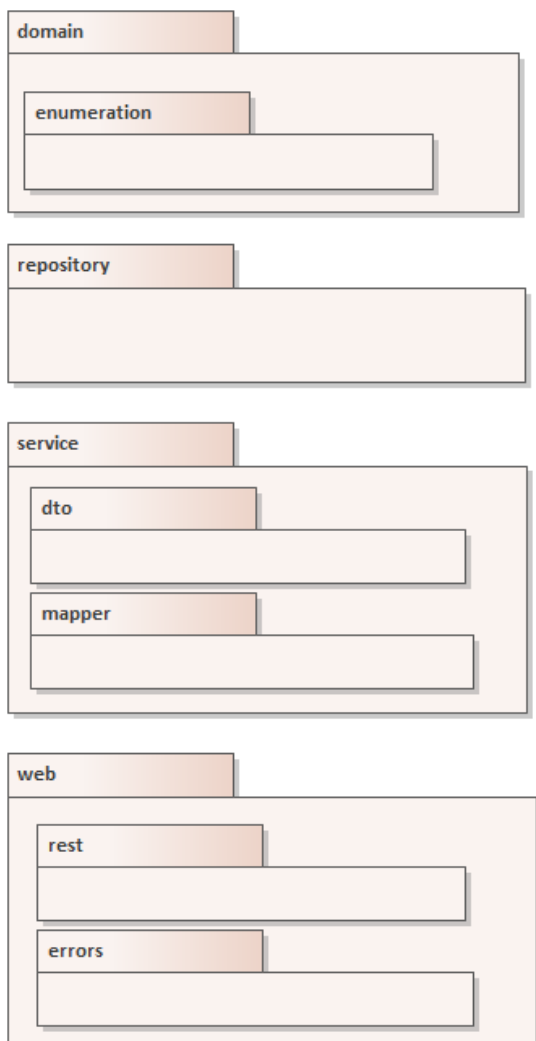 domain
enumeration
repository
service
dto
mapper
web
rest
errors